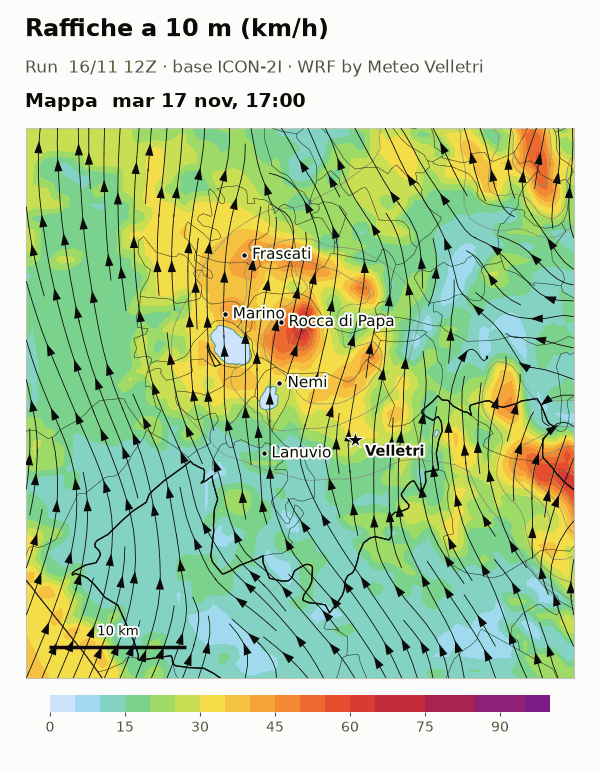 Raffiche a 10 m (km/h)
Run 16/11 12Z · base ICON-2I · WRF by Meteo Velletri
Mappa mar 17 nov, 17:00
Frascati
Marino
Rocca di Papa
Nemi
Lanuvio
Velletri
10 km
0 15 30 45 60 75 90